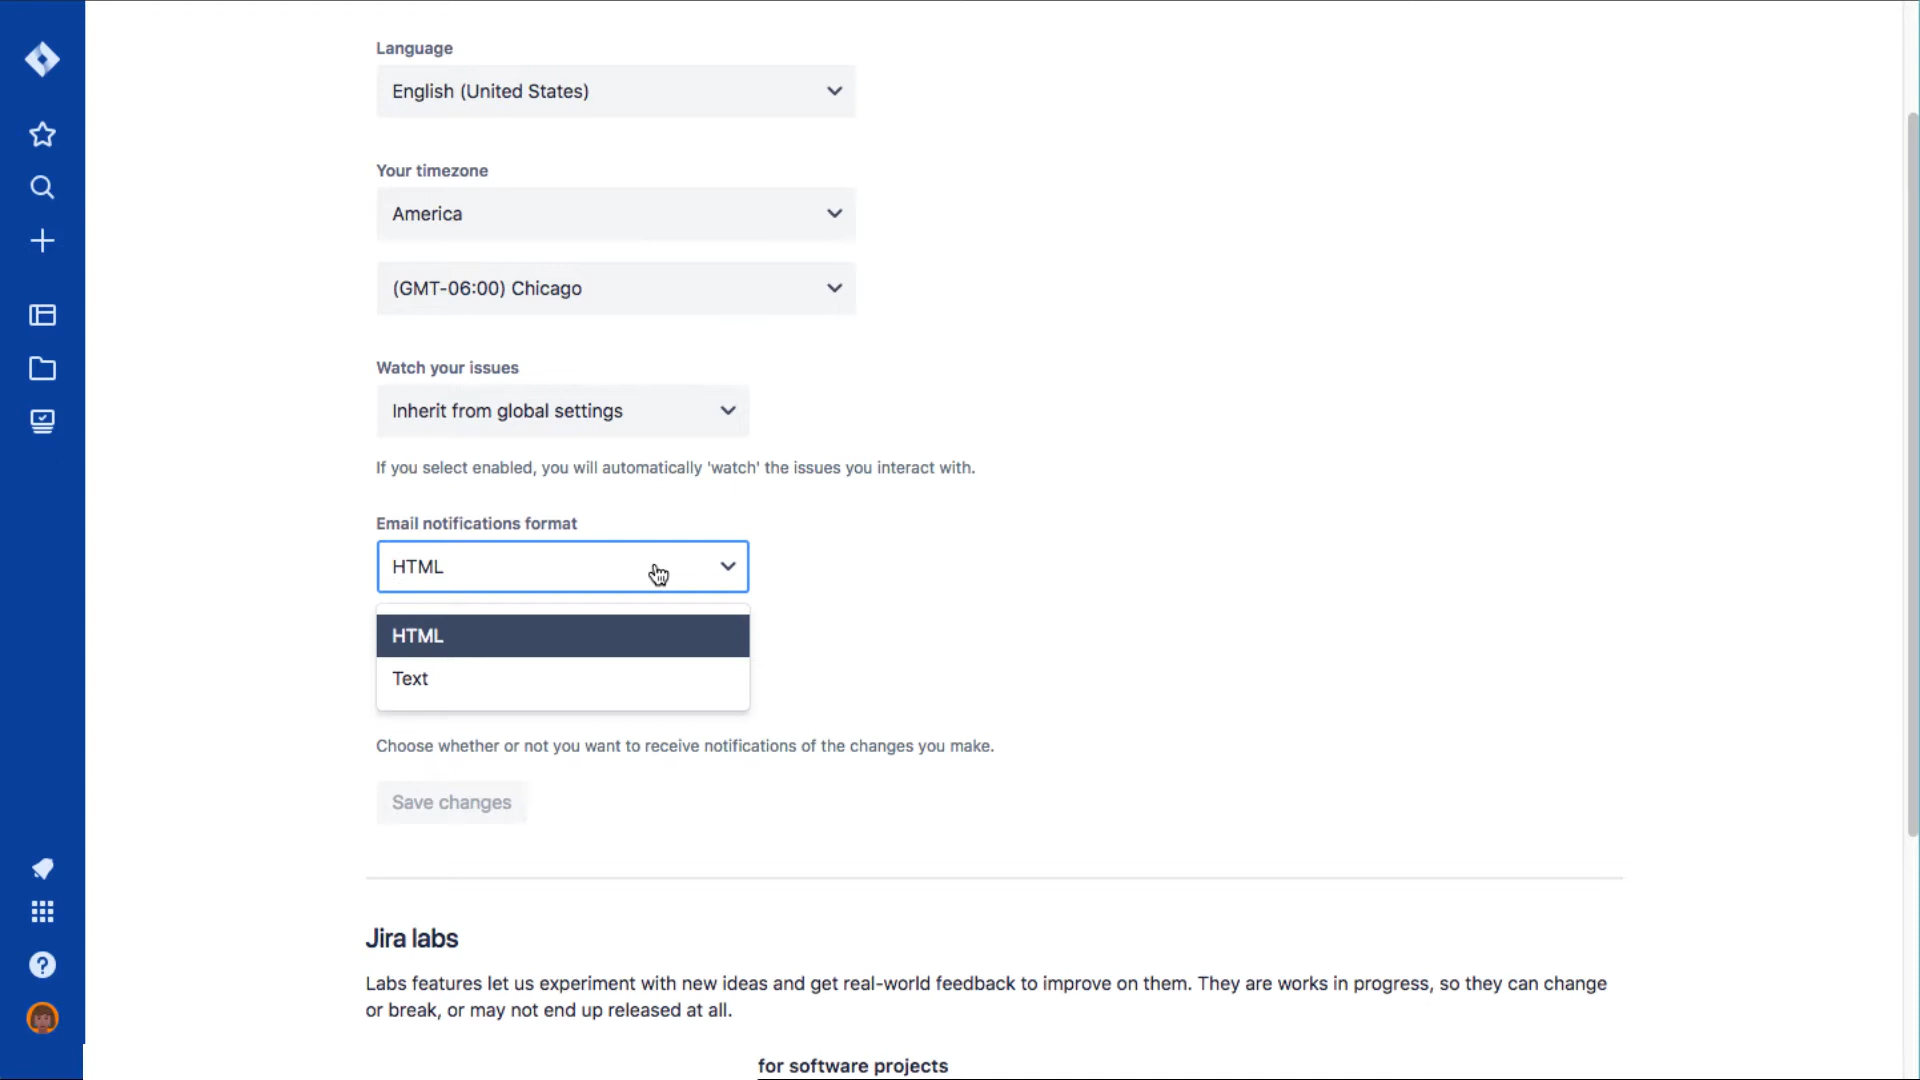 Language
English (United States)
Your timezone
America
(GMT-06:00) Chicago
Watch your issues
Inherit from global settings
If you select enabled, you will automatically 'watch' the issues you interact with.
Email notifications format
HTML
HTML
Text
Choose whether or not you want to receive notifications of the changes you make.
Save changes
Jira labs
Labs features let us experiment with new ideas and get real-world feedback to improve on them. They are works in progress, so they can change
or break, or may not end up released at all.
for software projects